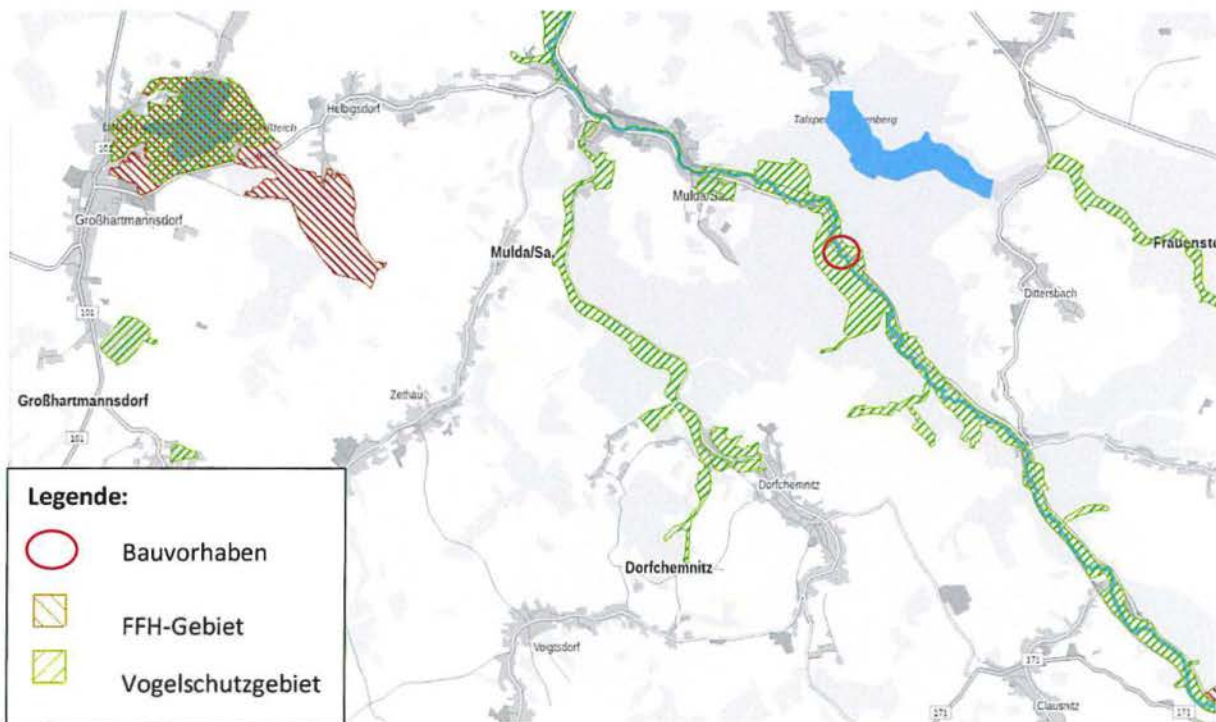 Helbigsdorf
101
Großhartmannsdorf
Mulda/Sa.
Mulda/Sa.
Frauenste
Dittersbach
101
Großhartmannsdorf
Zethau
101
Dorfchemnitz
Dorfchemnitz
Voigtsdorf
171
171
171
Clausnitz
Legende:
Bauvorhaben
FFH-Gebiet
Vogelschutzgebiet